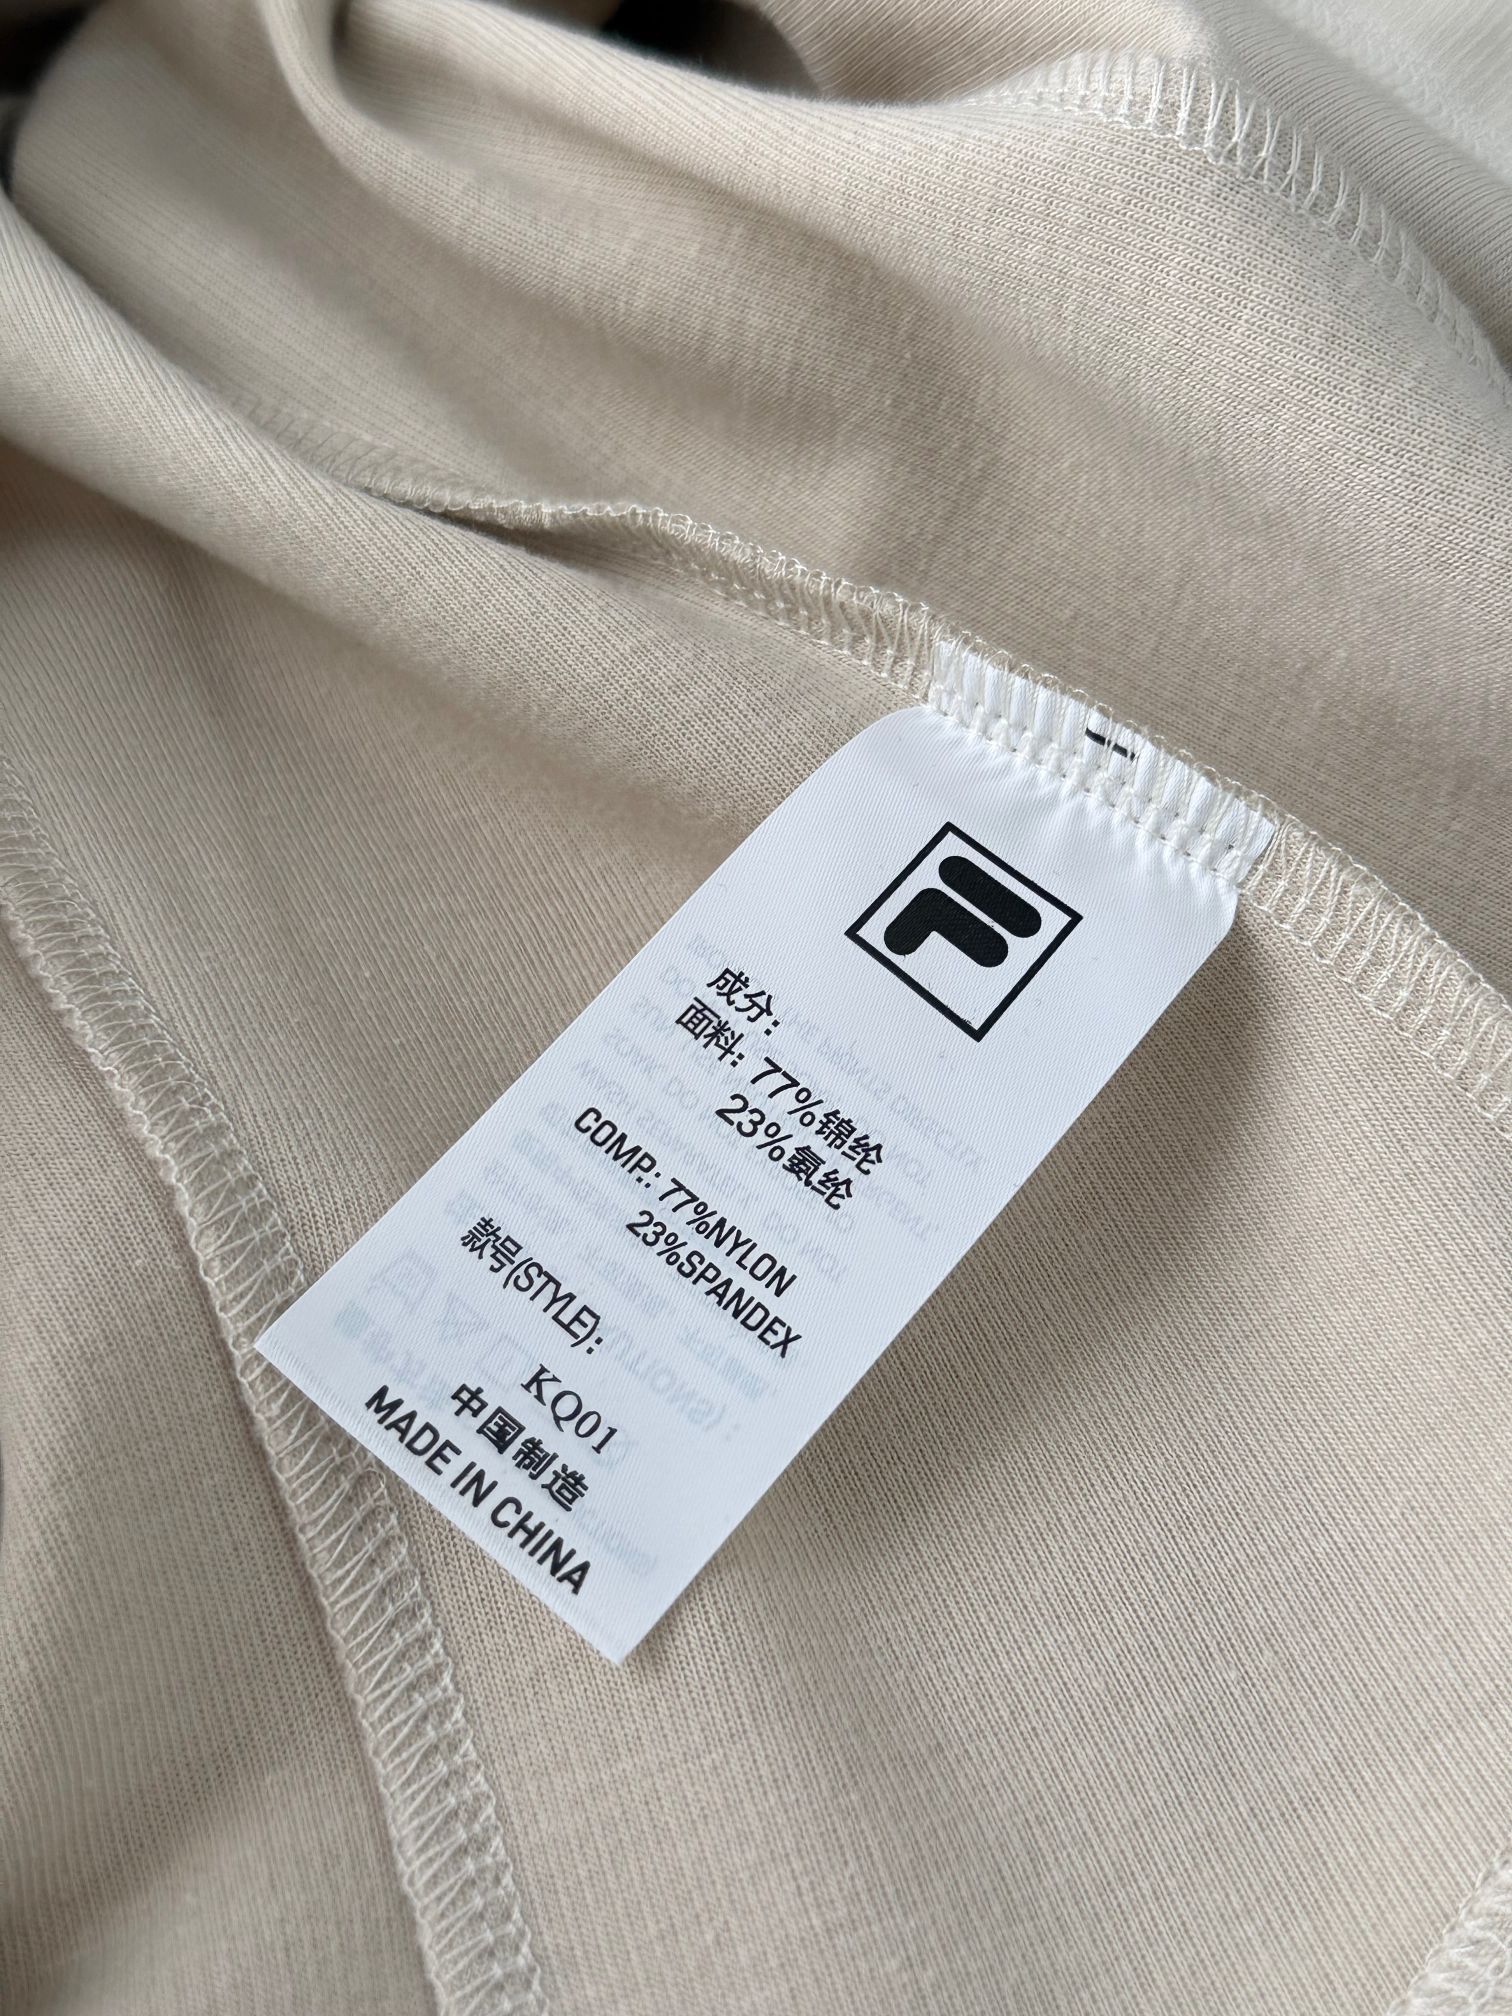 F
成分:
面料: 77%锦纶
23%氨纶
COMP.: 77%NYLON
23%SPANDEX
款号(STYLE):
KQ01
中国制造
MADE IN CHINA